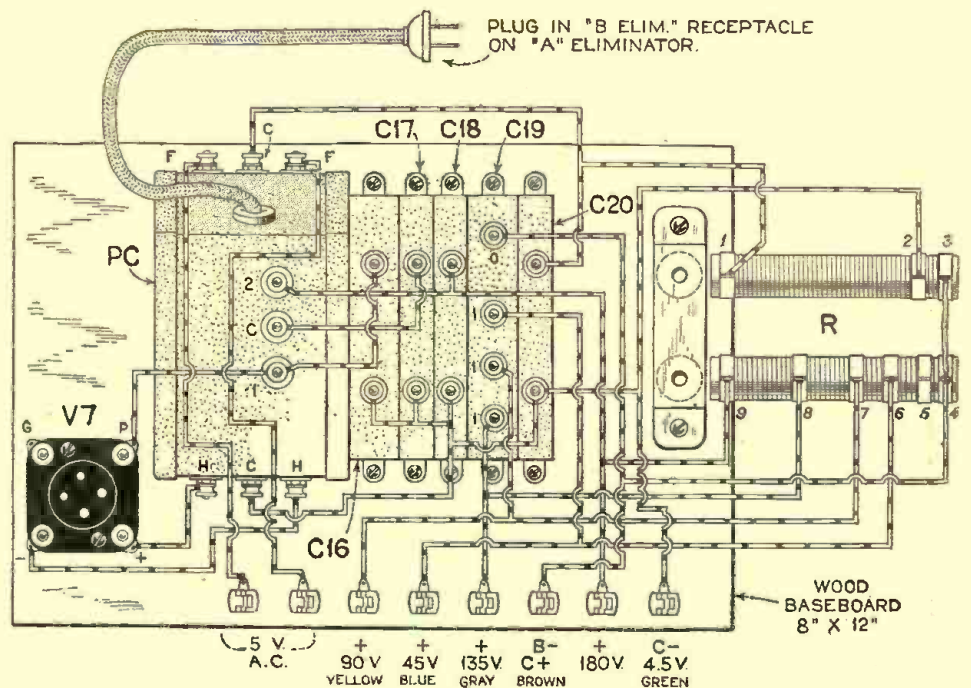 PLUG IN "B ELIM." RECEPTACLE
ON "A" ELIMINATOR.
C
F
F
C17
C18
C19
C20
PC
2
C
1
0
1
1
1
1
2
3
R
9
8
7
6
5
4
V7
G
P
H
C
H
-
+
C16
WOOD
BASEBOARD
8" X 12"
5 V.
A.C.
+
90 V.
YELLOW
+
45 V.
BLUE
+
135 V.
GRAY
B-
C+
BROWN
+
180 V.
C-
4.5 V.
GREEN